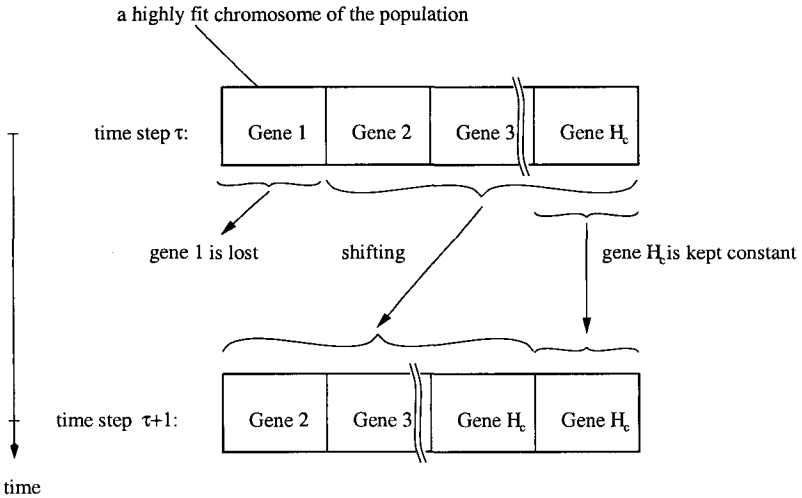 a highly fit chromosome of the population
time step τ:
Gene 1
Gene 2
Gene 3
Gene H_c
gene 1 is lost
shifting
gene H_c is kept constant
time step τ+1:
Gene 2
Gene 3
Gene H_c
Gene H_c
time